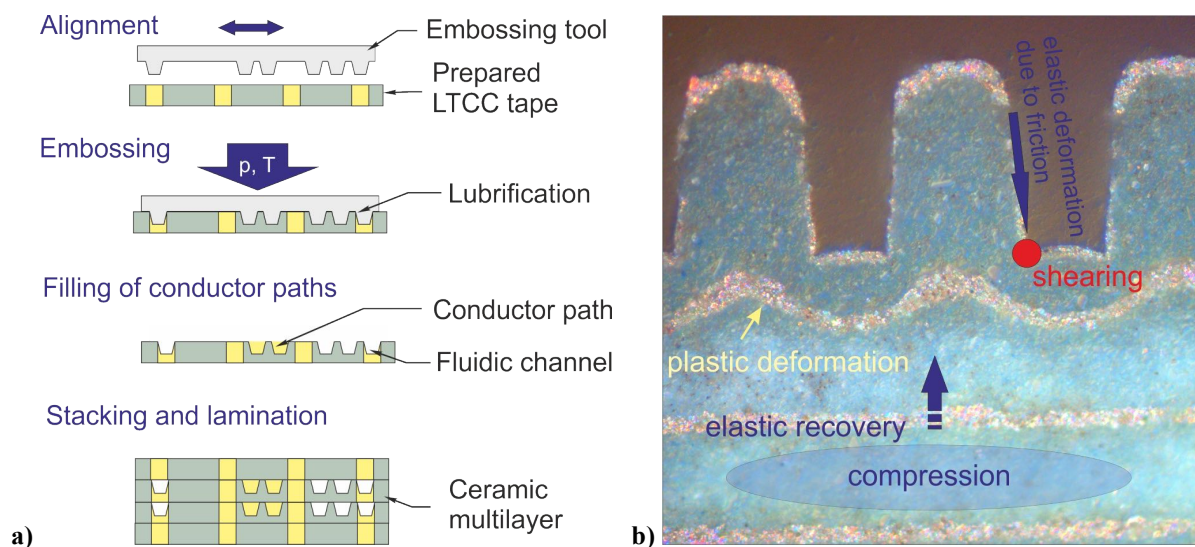 Alignment
Embossing tool
Prepared
LTCC tape
Embossing
p, T
Lubrification
Filling of conductor paths
Conductor path
Fluidic channel
Stacking and lamination
Ceramic
multilayer
a)
elastic deformation
due to friction
shearing
plastic deformation
elastic recovery
compression
b)